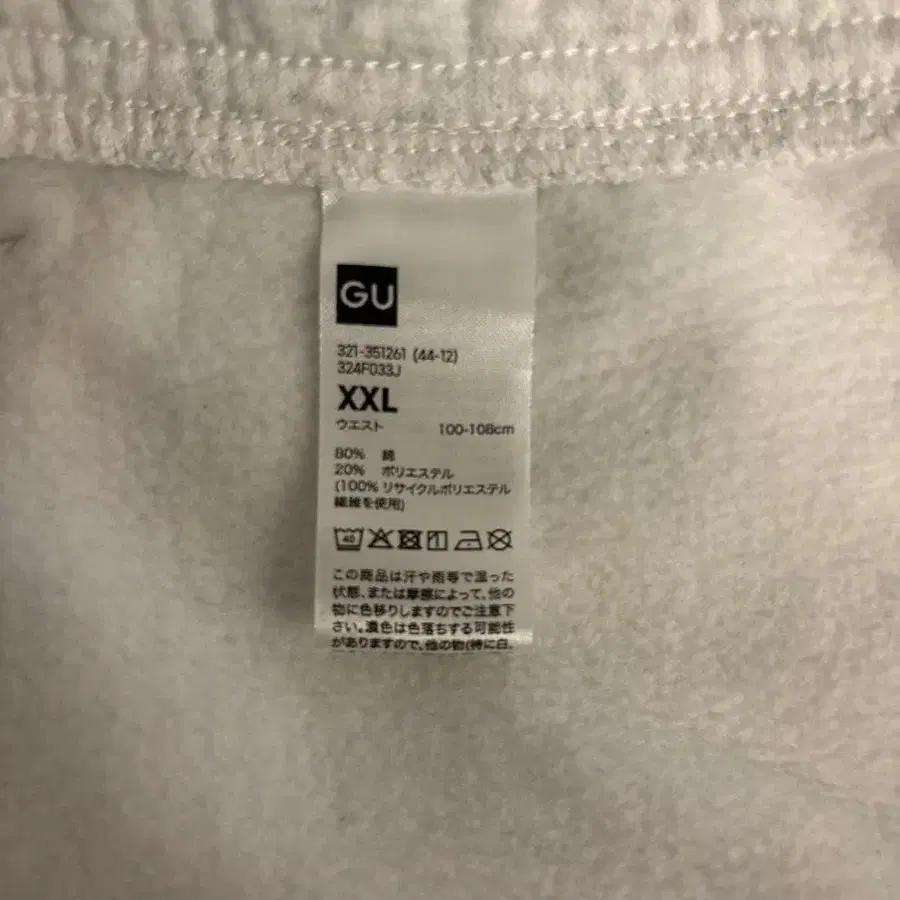 GU
321-351261 (44-12)
324F033J
XXL
ウエスト 100-108cm
80% 綿
20% ポリエステル
(100% リサイクルポリエステル
繊維を使用)
40
この商品は汗や雨等で湿った
状態、または摩擦によって、他の
物に色移りしますのでご注意下
さい。濃色は色落ちする可能性
がありますので、他の物(特に白、